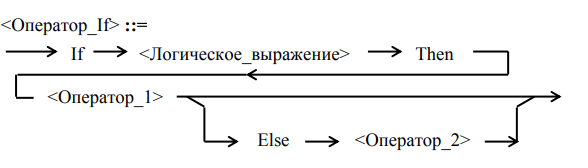 <Оператор_If> ::=
If <Логическое_выражение> Then
<Оператор_1>
Else <Оператор_2>